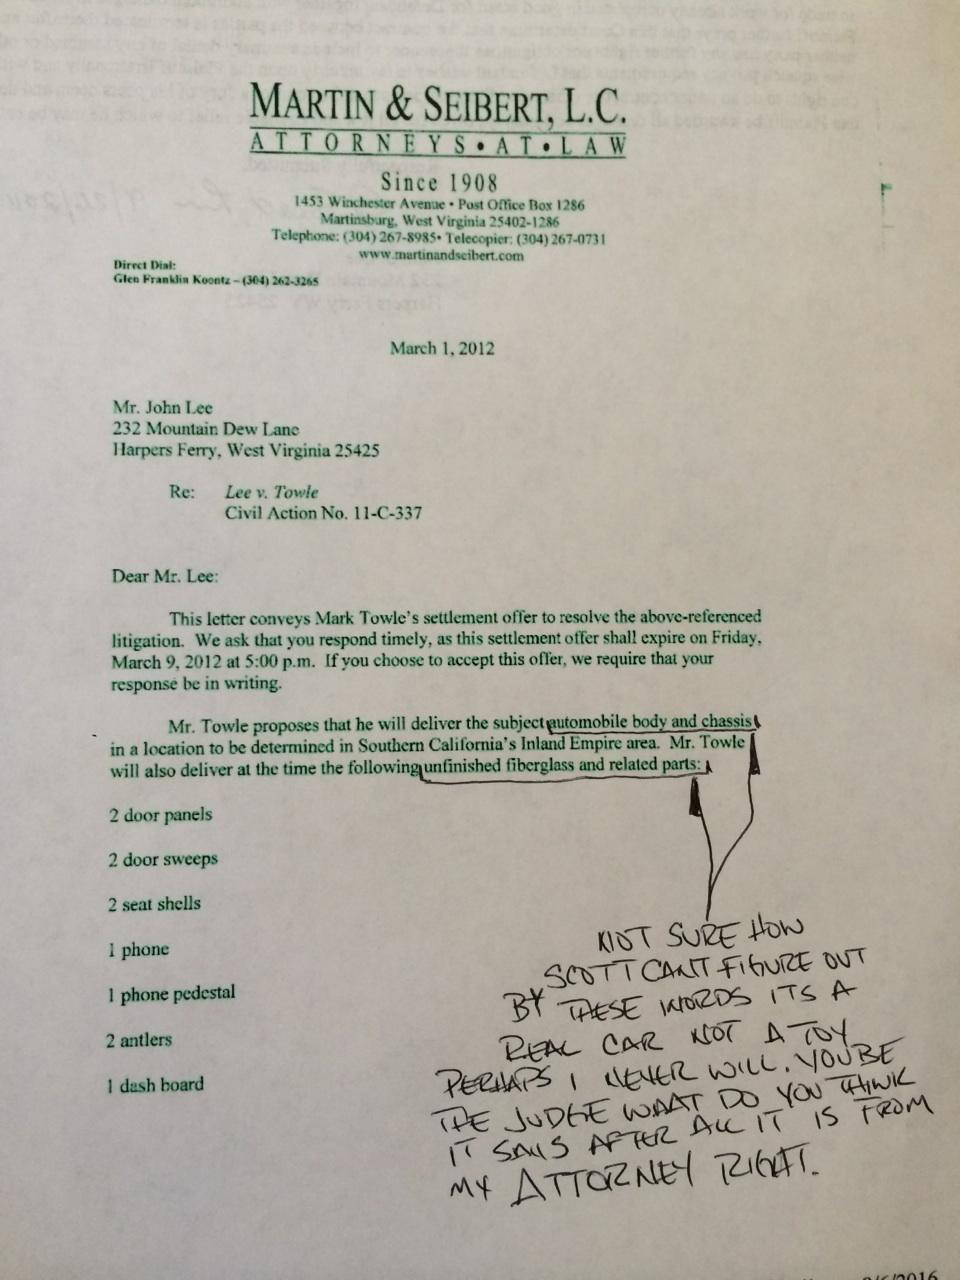 MARTIN & SEIBERT, L.C.
ATTORNEYS • AT • LAW
Since 1908
1453 Winchester Avenue • Post Office Box 1286
Martinsburg, West Virginia 25402-1286
Telephone: (304) 267-8985• Telecopier: (304) 267-0731
www.martinandseibert.com
Direct Dial:
Glen Franklin Koontz – (304) 262-3265
March 1, 2012
Mr. John Lee
232 Mountain Dew Lane
Harpers Ferry, West Virginia 25425
Re: Lee v. Towle
Civil Action No. 11-C-337
Dear Mr. Lee:
This letter conveys Mark Towle's settlement offer to resolve the above-referenced
litigation. We ask that you respond timely, as this settlement offer shall expire on Friday,
March 9, 2012 at 5:00 p.m. If you choose to accept this offer, we require that your
response be in writing.
Mr. Towle proposes that he will deliver the subject automobile body and chassis
in a location to be determined in Southern California's Inland Empire area. Mr. Towle
will also deliver at the time the following unfinished fiberglass and related parts:
2 door panels
2 door sweeps
2 seat shells
1 phone
1 phone pedestal
2 antlers
1 dash board
NOT SURE HOW
SCOTT CANT FIGURE OUT
BY THESE WORDS ITS A
REAL CAR NOT A TOY
PERHAPS I NEVER WILL. YOU BE
THE JUDGE WHAT DO YOU THINK
IT SAYS AFTER ALL IT IS FROM
MY ATTORNEY RIGHT.